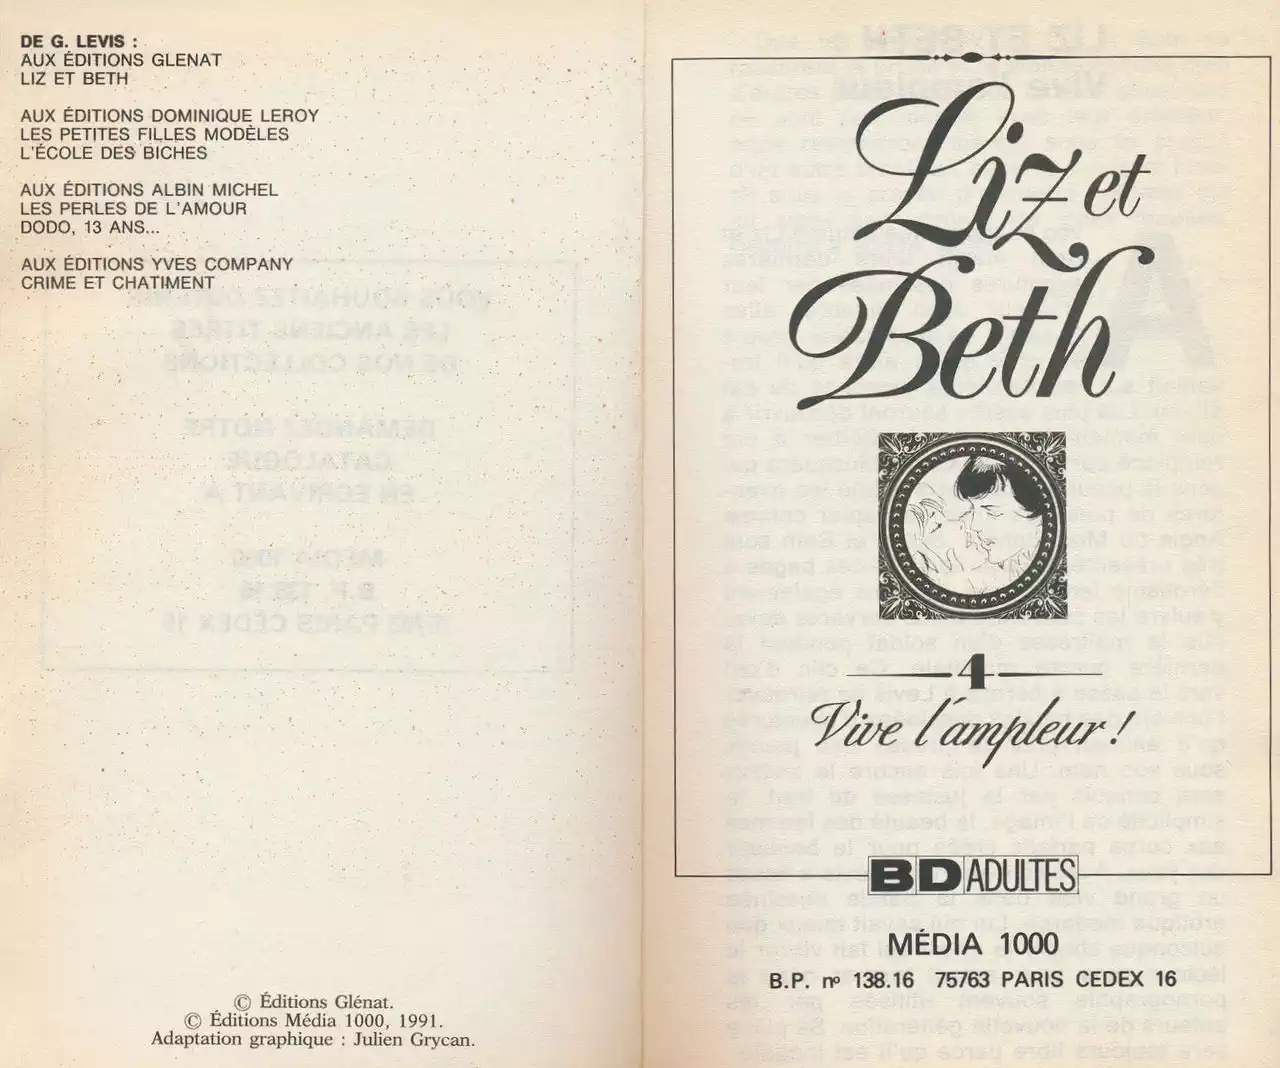 DE G. LEVIS :
AUX ÉDITIONS GLENAT
LIZ ET BETH
AUX ÉDITIONS DOMINIQUE LEROY
LES PETITES FILLES MODÈLES
L'ÉCOLE DES BICHES
AUX ÉDITIONS ALBIN MICHEL
LES PERLES DE L'AMOUR
DODO, 13 ANS...
AUX ÉDITIONS YVES COMPANY
CRIME ET CHATIMENT
© Éditions Glénat.
© Éditions Média 1000, 1991.
Adaptation graphique : Julien Grycan.
Liz et
Beth
4
Vive l'ampleur !
BD ADULTES
MÉDIA 1000
B.P. nº 138.16 75763 PARIS CEDEX 16